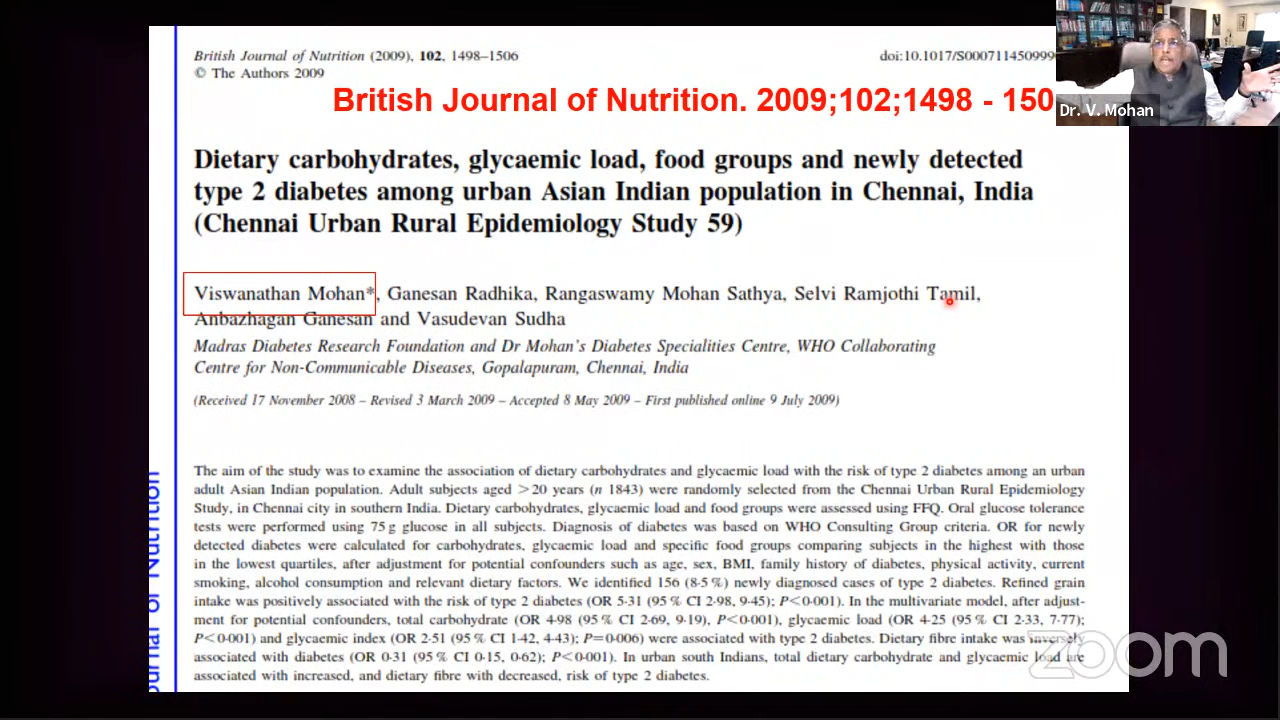 British Journal of Nutrition (2009), 102, 1498–1506
© The Authors 2009
British Journal of Nutrition. 2009;102;1498 - 150
Dr. V. Mohan
Dietary carbohydrates, glycaemic load, food groups and newly detected
type 2 diabetes among urban Asian Indian population in Chennai, India
(Chennai Urban Rural Epidemiology Study 59)
Viswanathan Mohan*, Ganesan Radhika, Rangaswamy Mohan Sathya, Selvi Ramjothi Tamil,
Anbazhagan Ganesan and Vasudevan Sudha
Madras Diabetes Research Foundation and Dr Mohan's Diabetes Specialities Centre, WHO Collaborating
Centre for Non-Communicable Diseases, Gopalapuram, Chennai, India
(Received 17 November 2008 – Revised 3 March 2009 – Accepted 8 May 2009 – First published online 9 July 2009)
The aim of the study was to examine the association of dietary carbohydrates and glycaemic load with the risk of type 2 diabetes among an urban
adult Asian Indian population. Adult subjects aged >20 years (n 1843) were randomly selected from the Chennai Urban Rural Epidemiology
Study, in Chennai city in southern India. Dietary carbohydrates, glycaemic load and food groups were assessed using FFQ. Oral glucose tolerance
tests were performed using 75 g glucose in all subjects. Diagnosis of diabetes was based on WHO Consulting Group criteria. OR for newly
detected diabetes were calculated for carbohydrates, glycaemic load and specific food groups comparing subjects in the highest with those
in the lowest quartiles, after adjustment for potential confounders such as age, sex, BMI, family history of diabetes, physical activity, current
smoking, alcohol consumption and relevant dietary factors. We identified 156 (8·5 %) newly diagnosed cases of type 2 diabetes. Refined grain
intake was positively associated with the risk of type 2 diabetes (OR 5·31 (95 % CI 2·98, 9·45); P<0·001). In the multivariate model, after adjust-
ment for potential confounders, total carbohydrate (OR 4·98 (95 % CI 2·69, 9·19), P<0·001), glycaemic load (OR 4·25 (95 % CI 2·33, 7·77);
P<0·001) and glycaemic index (OR 2·51 (95 % CI 1·42, 4·43); P=0·006) were associated with type 2 diabetes. Dietary fibre intake was inversely
associated with diabetes (OR 0·31 (95 % CI 0·15, 0·62); P<0·001). In urban south Indians, total dietary carbohydrate and glycaemic load are
associated with increased, and dietary fibre with decreased, risk of type 2 diabetes.
of Nutrition
zoom